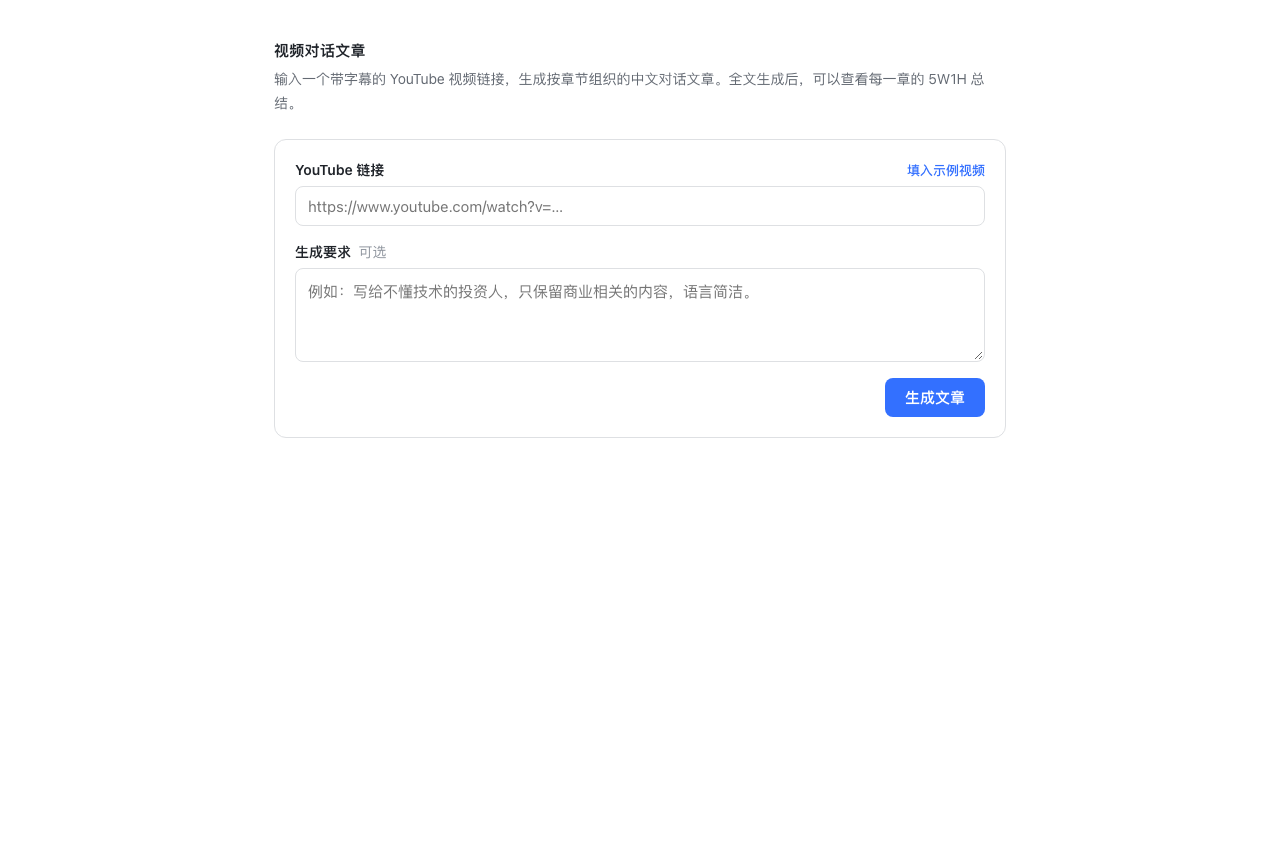 视频对话文章
输入一个带字幕的 YouTube 视频链接，生成按章节组织的中文对话文章。全文生成后，可以查看每一章的 5W1H 总
结。
YouTube 链接
填入示例视频
https://www.youtube.com/watch?v=...
生成要求 可选
例如：写给不懂技术的投资人，只保留商业相关的内容，语言简洁。
生成文章